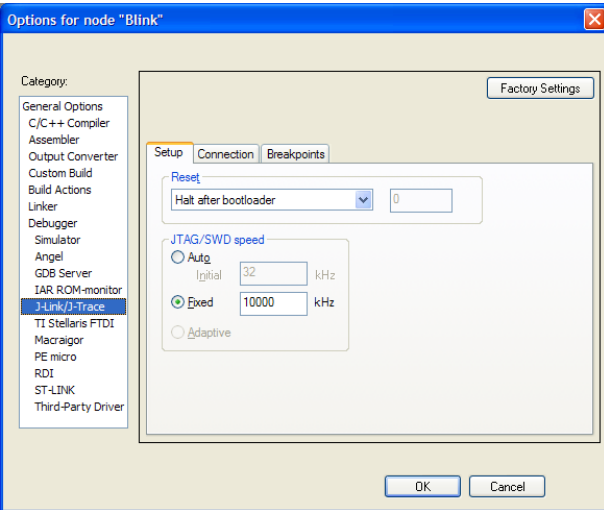 Options for node "Blink"
Category:
Factory Settings
General Options
C/C++ Compiler
Assembler
Output Converter
Custom Build
Build Actions
Linker
Debugger
Simulator
Angel
GDB Server
IAR ROM-monitor
J-Link/J-Trace
TI Stellaris FTDI
Macraigor
PE micro
RDI
ST-LINK
Third-Party Driver
Setup Connection Breakpoints
Reset
Halt after bootloader 0
JTAG/SWD speed
Auto
Initial 32 kHz
Fixed 10000 kHz
Adaptive
OK Cancel